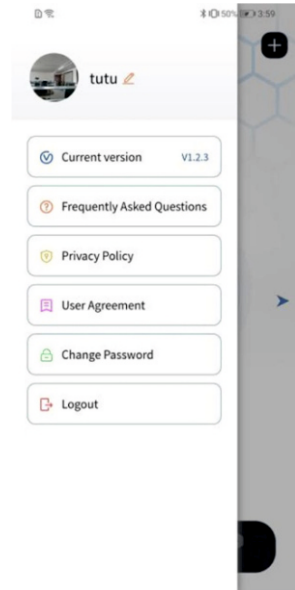 50% 3:59
tutu
Current version V1.2.3
Frequently Asked Questions
Privacy Policy
User Agreement
Change Password
Logout